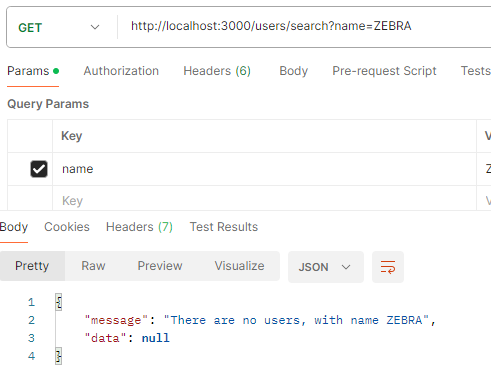 GET http://localhost:3000/users/search?name=ZEBRA
Params Authorization Headers (6) Body Pre-request Script Tests
Query Params
Key V
name
Key
Body Cookies Headers (7) Test Results
Pretty Raw Preview Visualize JSON
1 {
2 "message": "There are no users, with name ZEBRA",
3 "data": null
4 }